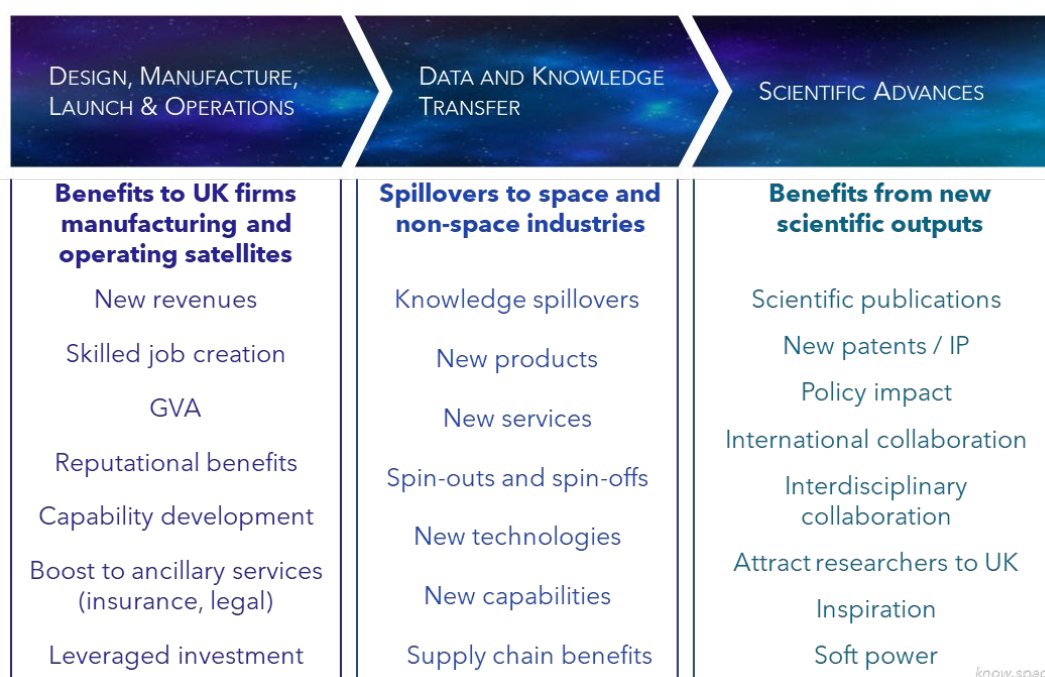 DESIGN, MANUFACTURE,
LAUNCH & OPERATIONS
DATA AND KNOWLEDGE
TRANSFER
SCIENTIFIC ADVANCES
Benefits to UK firms
manufacturing and
operating satellites
New revenues
Skilled job creation
GVA
Reputational benefits
Capability development
Boost to ancillary services
(insurance, legal)
Leveraged investment
Spillovers to space and
non-space industries
Knowledge spillovers
New products
New services
Spin-outs and spin-offs
New technologies
New capabilities
Supply chain benefits
Benefits from new
scientific outputs
Scientific publications
New patents / IP
Policy impact
International collaboration
Interdisciplinary
collaboration
Attract researchers to UK
Inspiration
Soft power